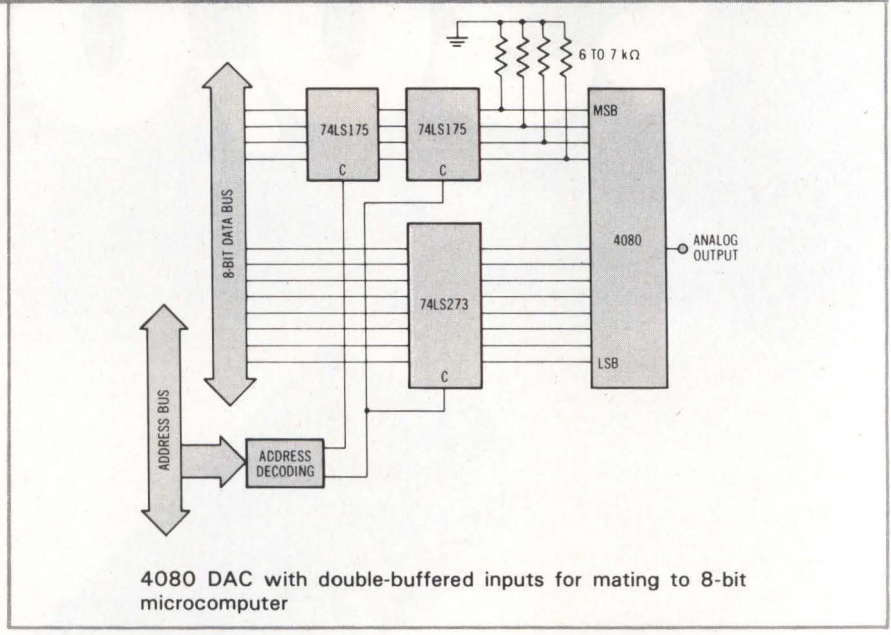 6 TO 7 kΩ
MSB
74LS175
74LS175
C
C
8-BIT DATA BUS
4080
ANALOG
OUTPUT
74LS273
LSB
C
ADDRESS BUS
ADDRESS
DECODING
4080 DAC with double-buffered inputs for mating to 8-bit
microcomputer